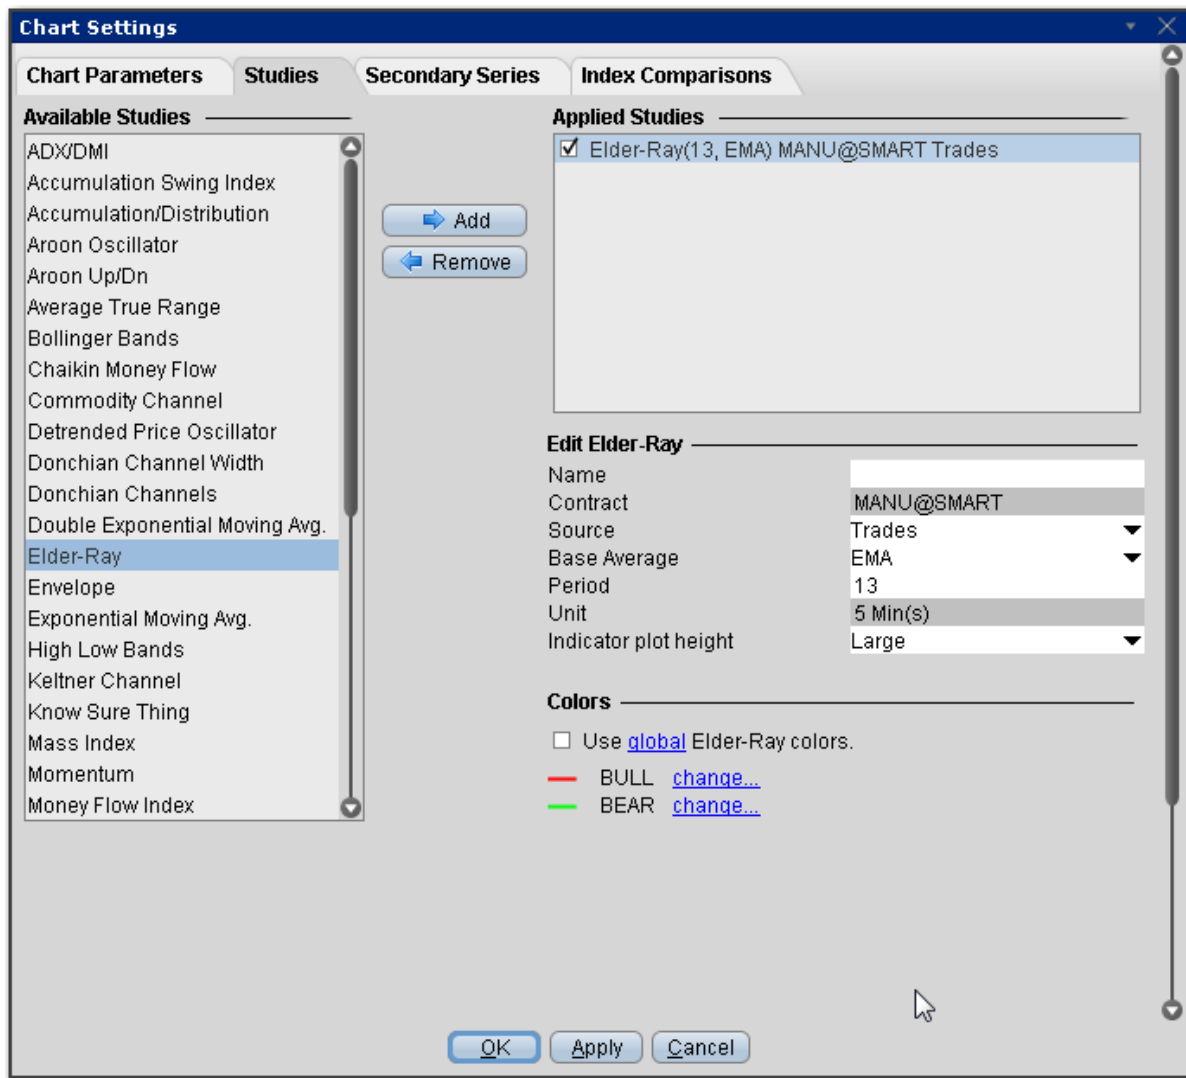 Chart Settings
Chart Parameters Studies Secondary Series Index Comparisons
Available Studies
ADX/DMI
Accumulation Swing Index
Accumulation/Distribution
Aroon Oscillator
Aroon Up/Dn
Average True Range
Bollinger Bands
Chaikin Money Flow
Commodity Channel
Detrended Price Oscillator
Donchian Channel Width
Donchian Channels
Double Exponential Moving Avg.
Elder-Ray
Envelope
Exponential Moving Avg.
High Low Bands
Keltner Channel
Know Sure Thing
Mass Index
Momentum
Money Flow Index
Add
Remove
Applied Studies
Elder-Ray(13, EMA) MANU@SMART Trades
Edit Elder-Ray
Name
Contract MANU@SMART
Source Trades
Base Average EMA
Period 13
Unit 5 Min(s)
Indicator plot height Large
Colors
Use global Elder-Ray colors.
BULL change...
BEAR change...
OK Apply Cancel